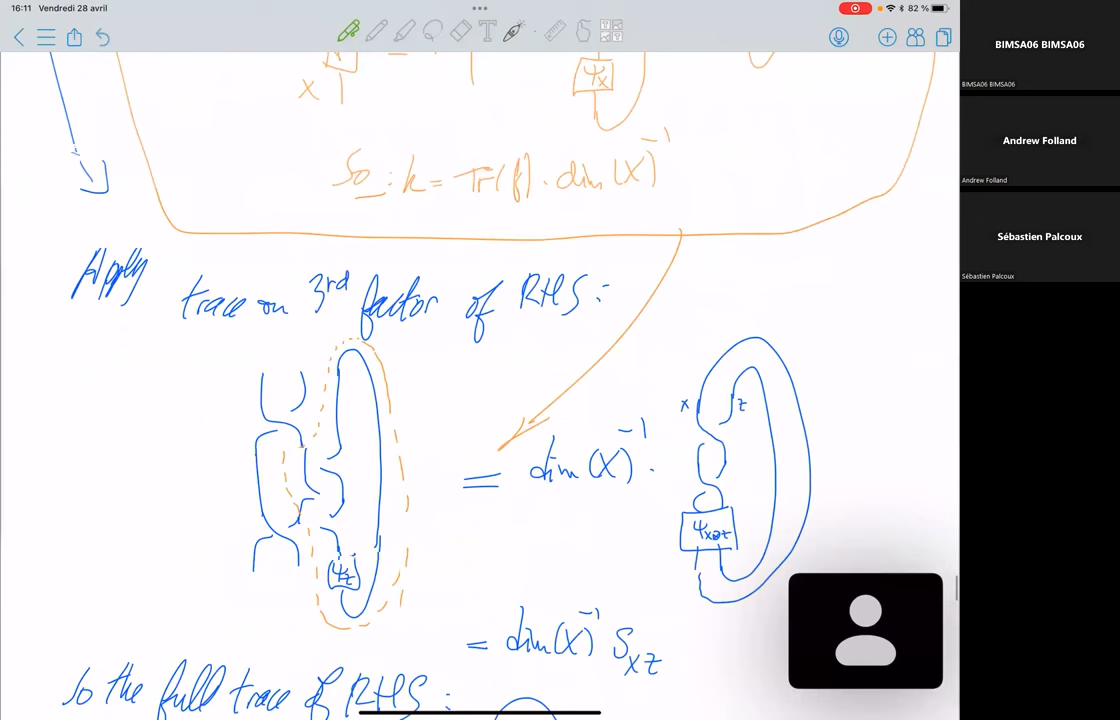 16:11 Vendredi 28 avril
82 %
X
Ψx
So : k = Tr(f) · dim(X)⁻¹
Apply
trace on 3rd factor of RHS:
x z
= dim(X)⁻¹ .
Ψx⊗z
Ψz
= dim(X)⁻¹ S_XZ
So the full trace of RHS:
BIMSA06 BIMSA06
BIMSA06 BIMSA06
Andrew Folland
Andrew Folland
Sébastien Palcoux
Sébastien Palcoux